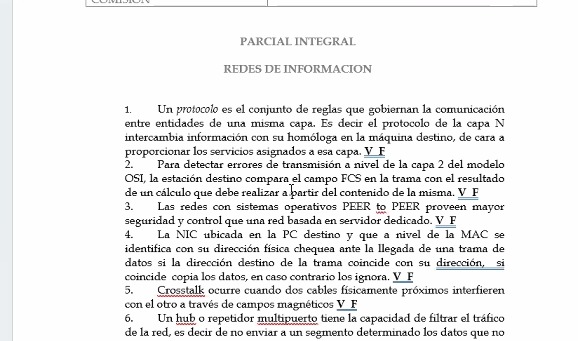 COMISIÓN
PARCIAL INTEGRAL
REDES DE INFORMACION
1. Un protocolo es el conjunto de reglas que gobiernan la comunicación
entre entidades de una misma capa. Es decir el protocolo de la capa N
intercambia información con su homóloga en la máquina destino, de cara a
proporcionar los servicios asignados a esa capa. V F
2. Para detectar errores de transmisión a nivel de la capa 2 del modelo
OSI, la estación destino compara el campo FCS en la trama con el resultado
de un cálculo que debe realizar a partir del contenido de la misma. V F
3. Las redes con sistemas operativos PEER to PEER proveen mayor
seguridad y control que una red basada en servidor dedicado. V F
4. La NIC ubicada en la PC destino y que a nivel de la MAC se
identifica con su dirección física chequea ante la llegada de una trama de
datos si la dirección destino de la trama coincide con su dirección, si
coincide copia los datos, en caso contrario los ignora. V F
5. Crosstalk ocurre cuando dos cables físicamente próximos interfieren
con el otro a través de campos magnéticos V F
6. Un hub o repetidor multipuerto tiene la capacidad de filtrar el tráfico
de la red, es decir de no enviar a un segmento determinado los datos que no